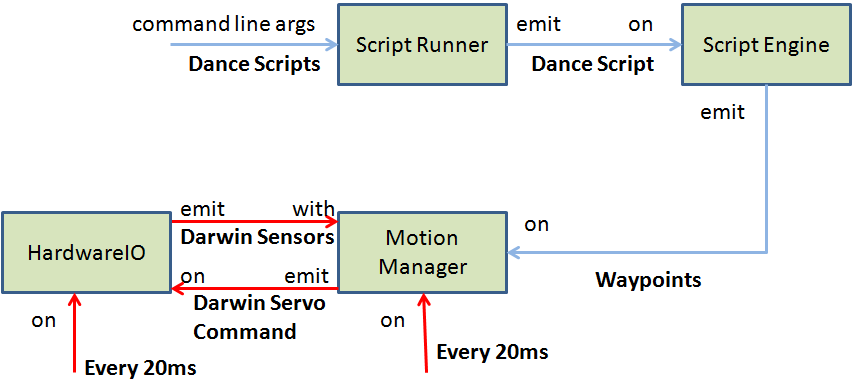 command line args
Dance Scripts
Script Runner
emit
on
Dance Script
Script Engine
emit
emit
with
Darwin Sensors
HardwareIO
on
emit
Darwin Servo
Command
Motion
Manager
on
Waypoints
on
Every 20ms
on
Every 20ms